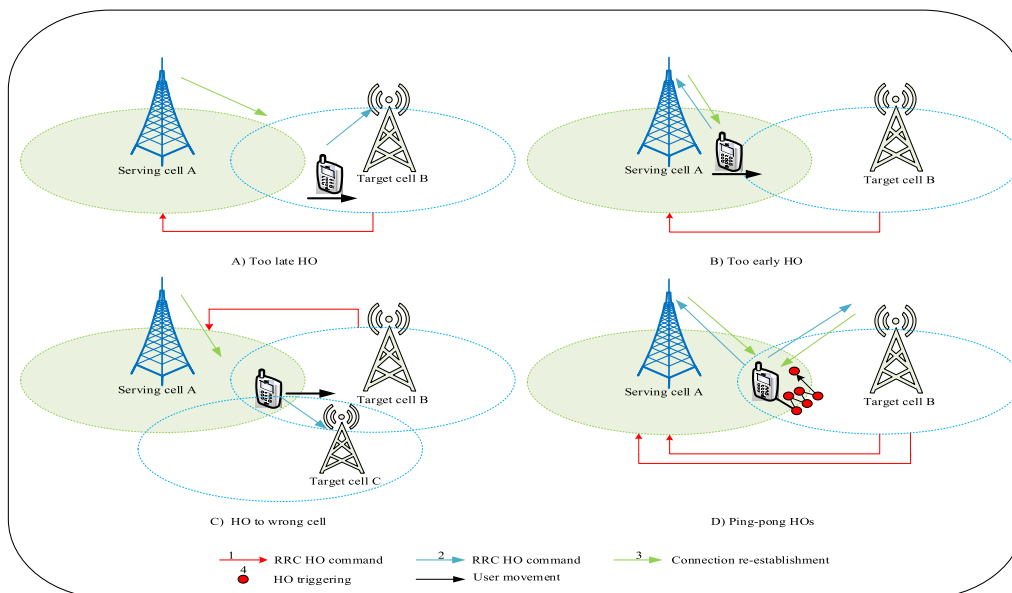 Serving cell A
Target cell B
A) Too late HO
Serving cell A
Target cell B
B) Too early HO
Serving cell A
Target cell B
Target cell C
C) HO to wrong cell
Serving cell A
Target cell B
D) Ping-pong HOs
1 RRC HO command
2 RRC HO command
3 Connection re-establishment
4 HO triggering
User movement